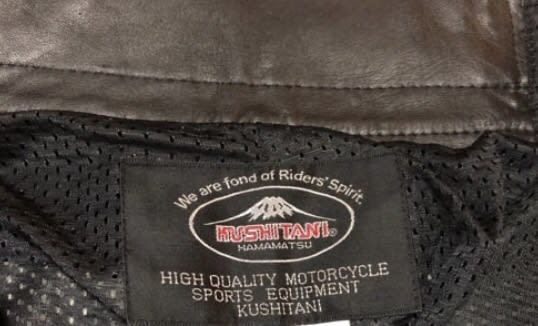 We are fond of Riders' Spirit.
KUSHITANI®
HAMAMATSU
HIGH QUALITY MOTORCYCLE
SPORTS EQUIPMENT
KUSHITANI